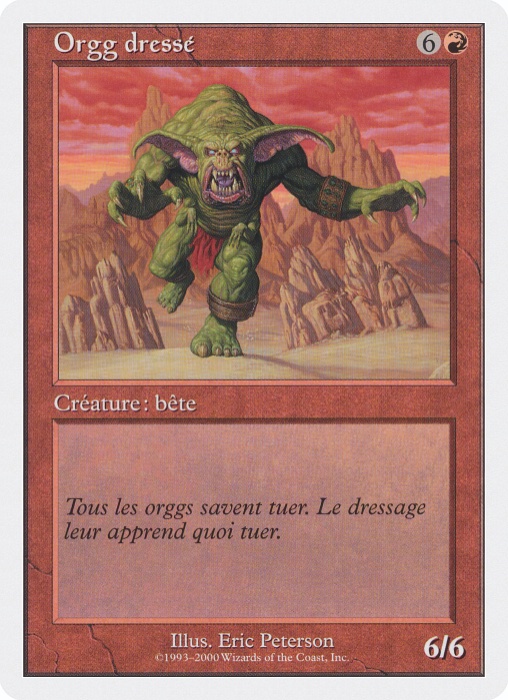 Orgg dressé
6
Créature : bête
Tous les orggs savent tuer. Le dressage
leur apprend quoi tuer.
Illus. Eric Peterson
©1993–2000 Wizards of the Coast, Inc.
6/6